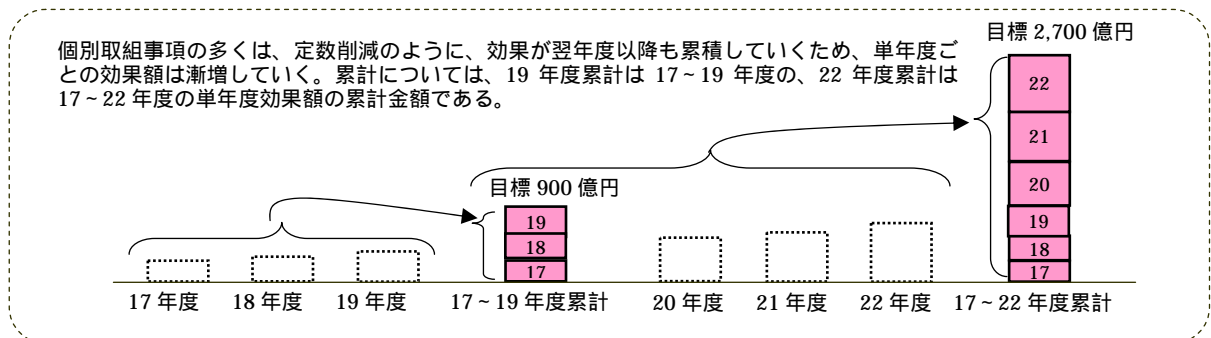 目標 2,700 億円
個別取組事項の多くは、定数削減のように、効果が翌年度以降も累積していくため、単年度ご
との効果額は漸増していく。累計については、19 年度累計は 17~19 年度の、22 年度累計は
17~22 年度の単年度効果額の累計金額である。
22
21
20
19
18
17
目標 900 億円
19
18
17
17 年度
18 年度
19 年度
17~19 年度累計
20 年度
21 年度
22 年度
17~22 年度累計